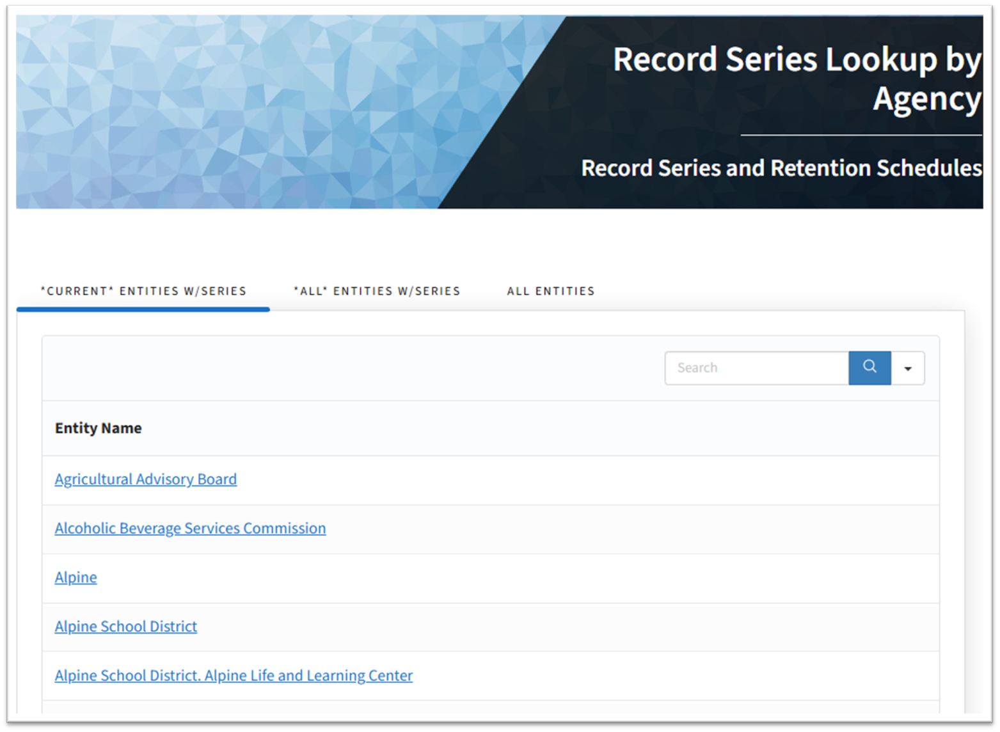 Record Series Lookup by
Agency
Record Series and Retention Schedules
*CURRENT* ENTITIES W/SERIES
*ALL* ENTITIES W/SERIES
ALL ENTITIES
Search
Entity Name
Agricultural Advisory Board
Alcoholic Beverage Services Commission
Alpine
Alpine School District
Alpine School District. Alpine Life and Learning Center